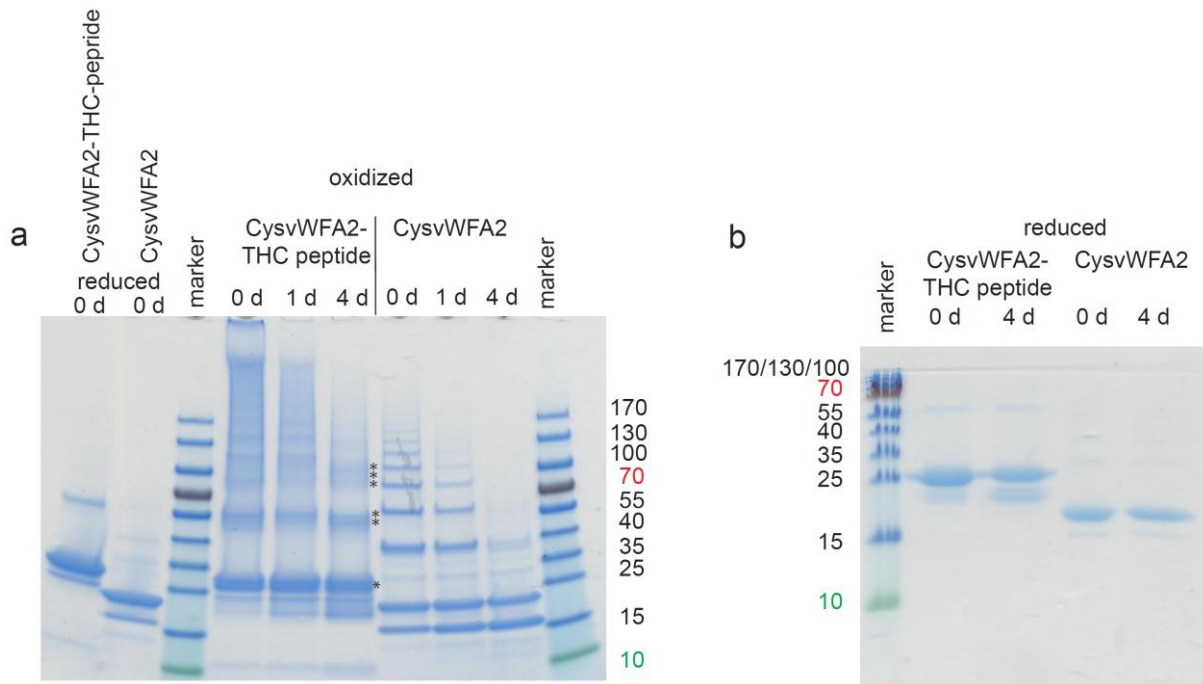 a
CysvWFA2-THC-pepride
CysvWFA2
reduced
0 d 0 d
marker
oxidized
CysvWFA2-
THC peptide
0 d 1 d 4 d
CysvWFA2
0 d 1 d 4 d
marker
***
**
*
170
130
100
70
55
40
35
25
15
10
b
marker
reduced
CysvWFA2-
THC peptide
0 d 4 d
CysvWFA2
0 d 4 d
170/130/100
70
55
40
35
25
15
10